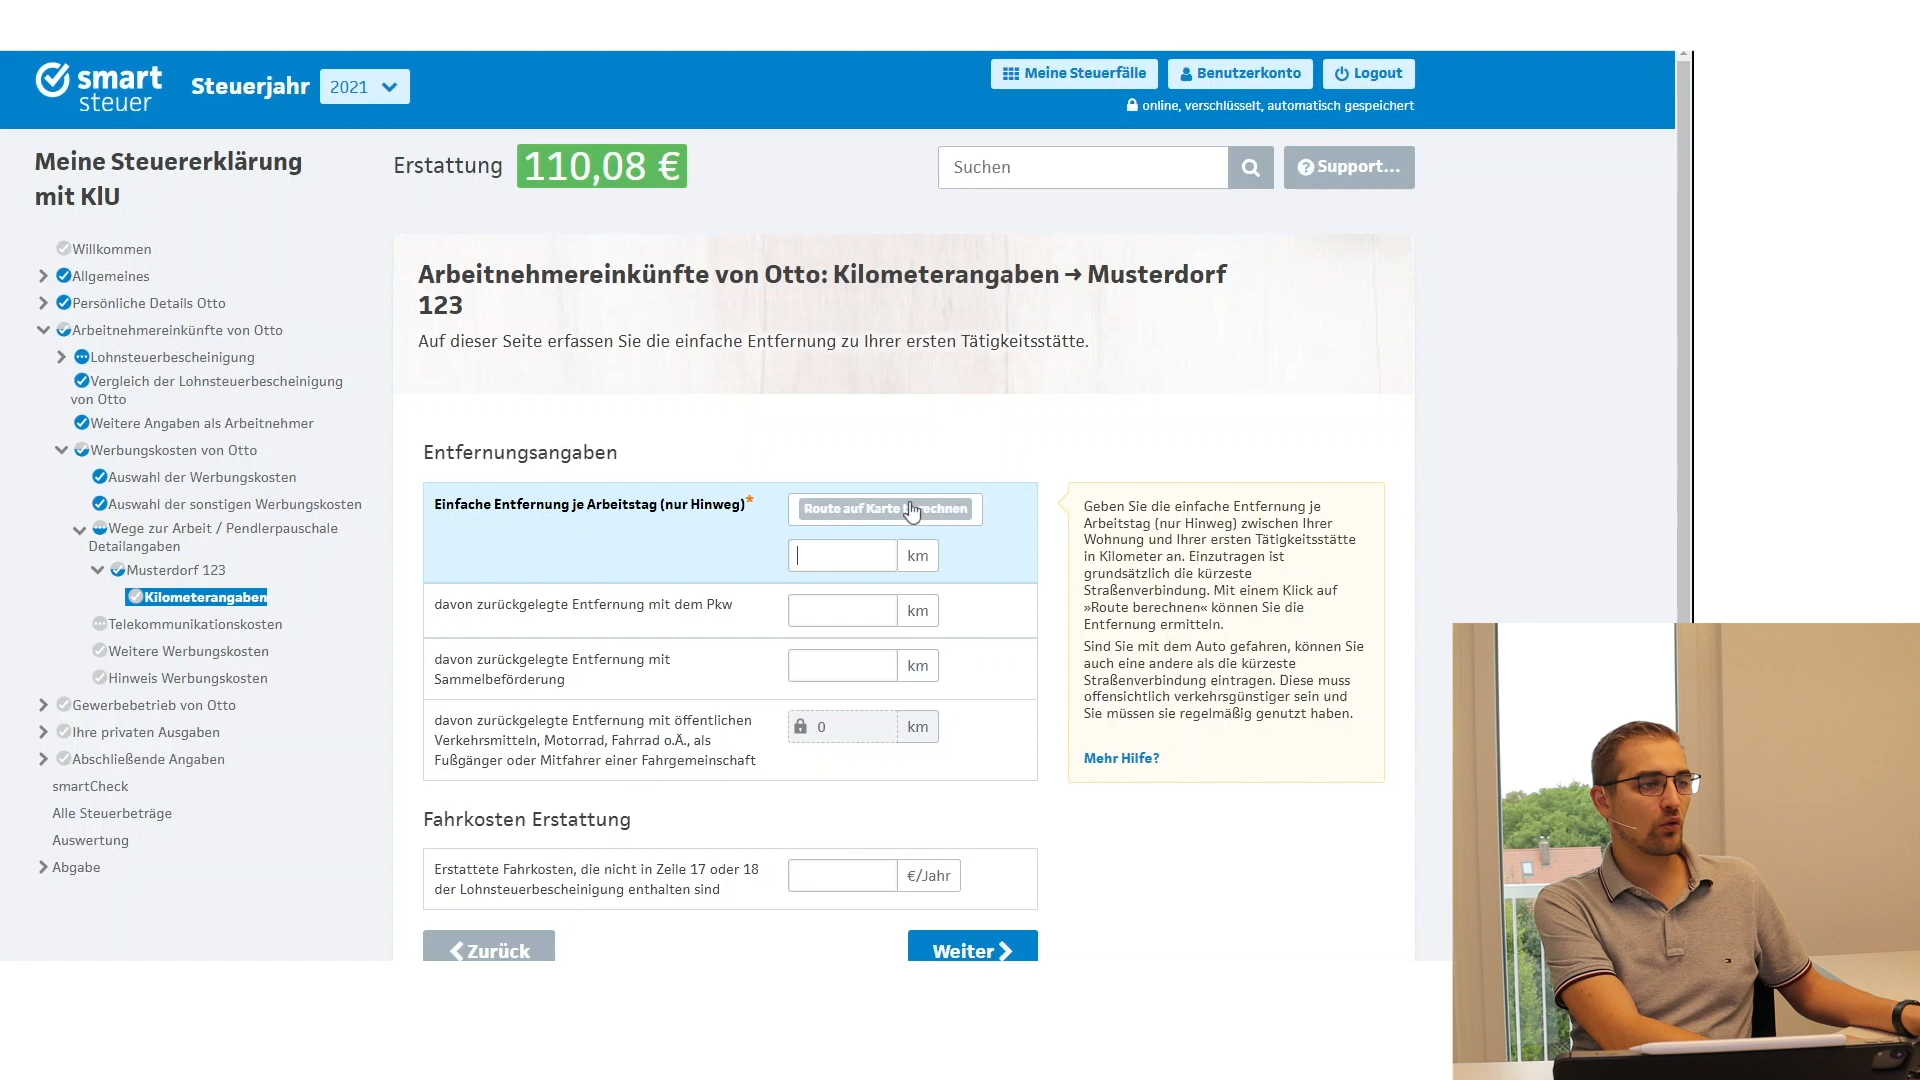 smart
steuer
Steuerjahr
2021
Meine Steuerfälle
Benutzerkonto
Logout
online, verschlüsselt, automatisch gespeichert
Meine Steuererklärung
mit KlU
Erstattung
110,08 €
Suchen
Support...
Willkommen
Allgemeines
Persönliche Details Otto
Arbeitnehmereinkünfte von Otto
Lohnsteuerbescheinigung
Vergleich der Lohnsteuerbescheinigung
von Otto
Weitere Angaben als Arbeitnehmer
Werbungskosten von Otto
Auswahl der Werbungskosten
Auswahl der sonstigen Werbungskosten
Wege zur Arbeit / Pendlerpauschale
Detailangaben
Musterdorf 123
Kilometerangaben
Telekommunikationskosten
Weitere Werbungskosten
Hinweis Werbungskosten
Gewerbebetrieb von Otto
Ihre privaten Ausgaben
Abschließende Angaben
smartCheck
Alle Steuerbeträge
Auswertung
Abgabe
Arbeitnehmereinkünfte von Otto: Kilometerangaben → Musterdorf
123
Auf dieser Seite erfassen Sie die einfache Entfernung zu Ihrer ersten Tätigkeitsstätte.
Entfernungsangaben
Einfache Entfernung je Arbeitstag (nur Hinweg)*
Route auf Karte berechnen
km
davon zurückgelegte Entfernung mit dem Pkw
km
davon zurückgelegte Entfernung mit
Sammelbeförderung
km
davon zurückgelegte Entfernung mit öffentlichen
Verkehrsmitteln, Motorrad, Fahrrad o.Ä., als
Fußgänger oder Mitfahrer einer Fahrgemeinschaft
0
km
Geben Sie die einfache Entfernung je
Arbeitstag (nur Hinweg) zwischen Ihrer
Wohnung und Ihrer ersten Tätigkeitsstätte
in Kilometer an. Einzutragen ist
grundsätzlich die kürzeste
Straßenverbindung. Mit einem Klick auf
»Route berechnen« können Sie die
Entfernung ermitteln.
Sind Sie mit dem Auto gefahren, können Sie
auch eine andere als die kürzeste
Straßenverbindung eintragen. Diese muss
offensichtlich verkehrsgünstiger sein und
Sie müssen sie regelmäßig genutzt haben.
Mehr Hilfe?
Fahrkosten Erstattung
Erstattete Fahrkosten, die nicht in Zeile 17 oder 18
der Lohnsteuerbescheinigung enthalten sind
€/Jahr
Zurück
Weiter